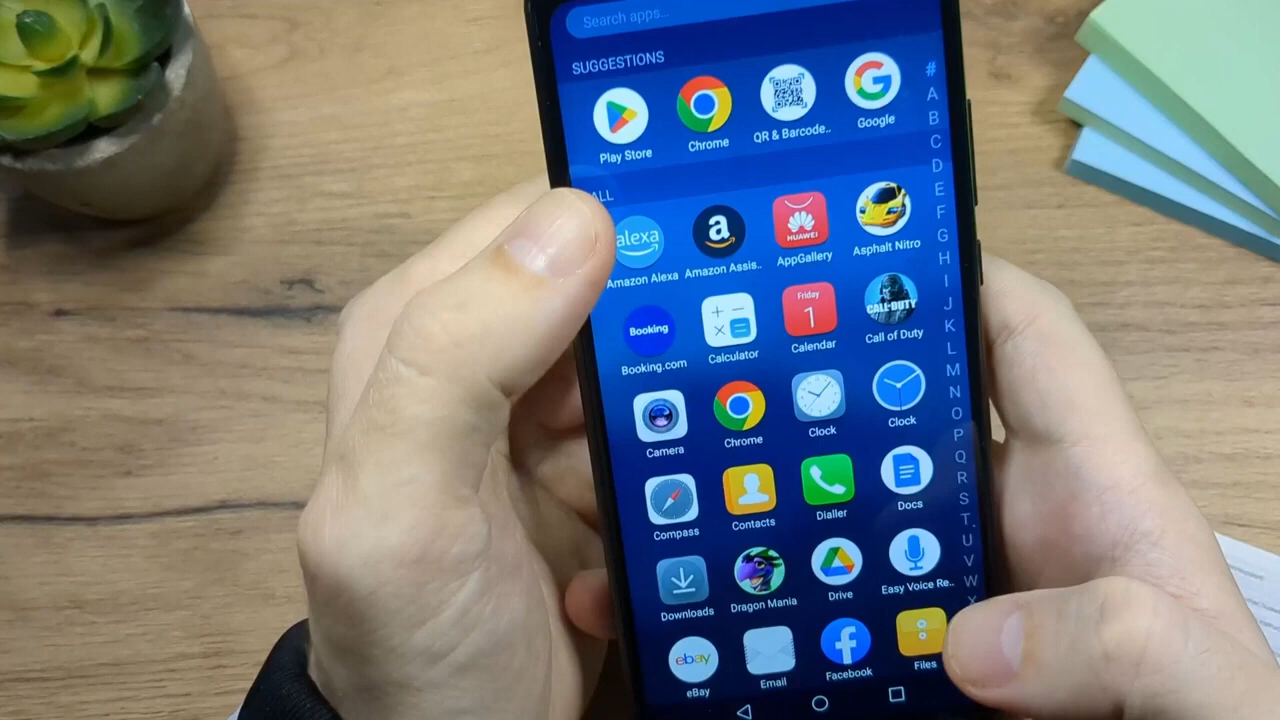 Search apps...
SUGGESTIONS
Play Store
Chrome
QR & Barcode..
Google
ALL
alexa
a
HUAWEI
Amazon Alexa
Amazon Assis..
AppGallery
Asphalt Nitro
Booking
Friday
1
CALL·DUTY
Booking.com
Calculator
Calendar
Call of Duty
Camera
Chrome
Clock
Clock
Compass
Contacts
Dialler
Docs
Downloads
Dragon Mania
Drive
Easy Voice Re..
ebay
eBay
Email
Facebook
Files
#
A
B
C
D
E
F
G
H
I
J
K
L
M
N
O
P
Q
R
S
T
U
V
W
X